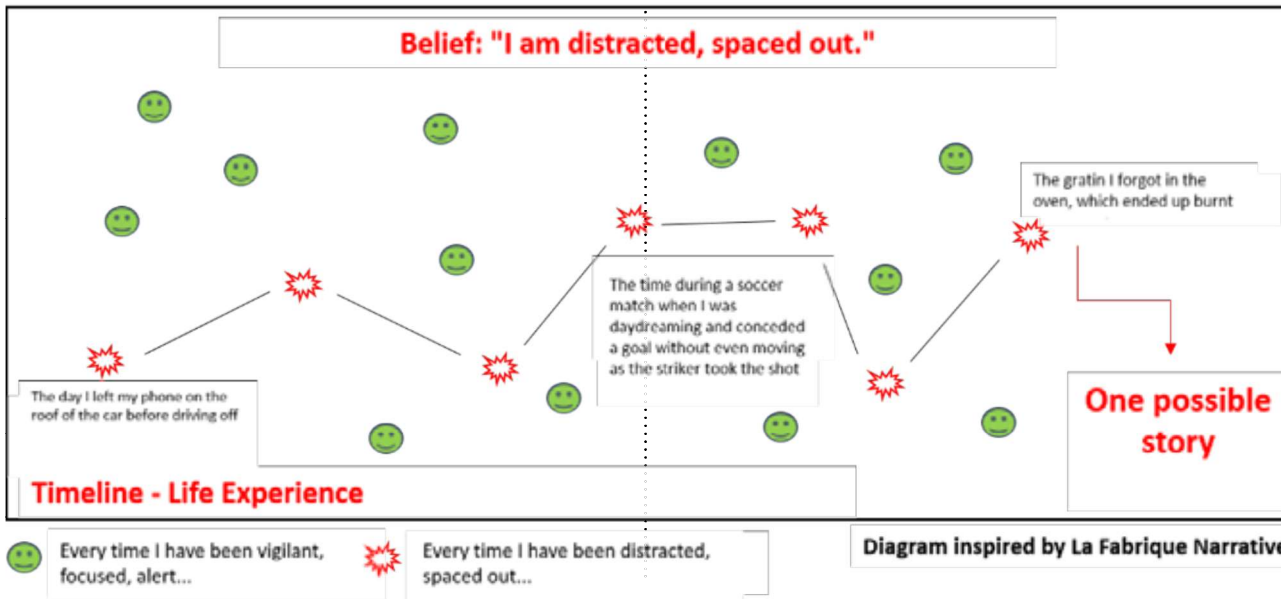 Belief: "I am distracted, spaced out."
The gratin I forgot in the
oven, which ended up burnt
The time during a soccer
match when I was
daydreaming and conceded
a goal without even moving
as the striker took the shot
The day I left my phone on the
roof of the car before driving off
One possible
story
Timeline - Life Experience
Every time I have been vigilant,
focused, alert...
Every time I have been distracted,
spaced out...
Diagram inspired by La Fabrique Narrative